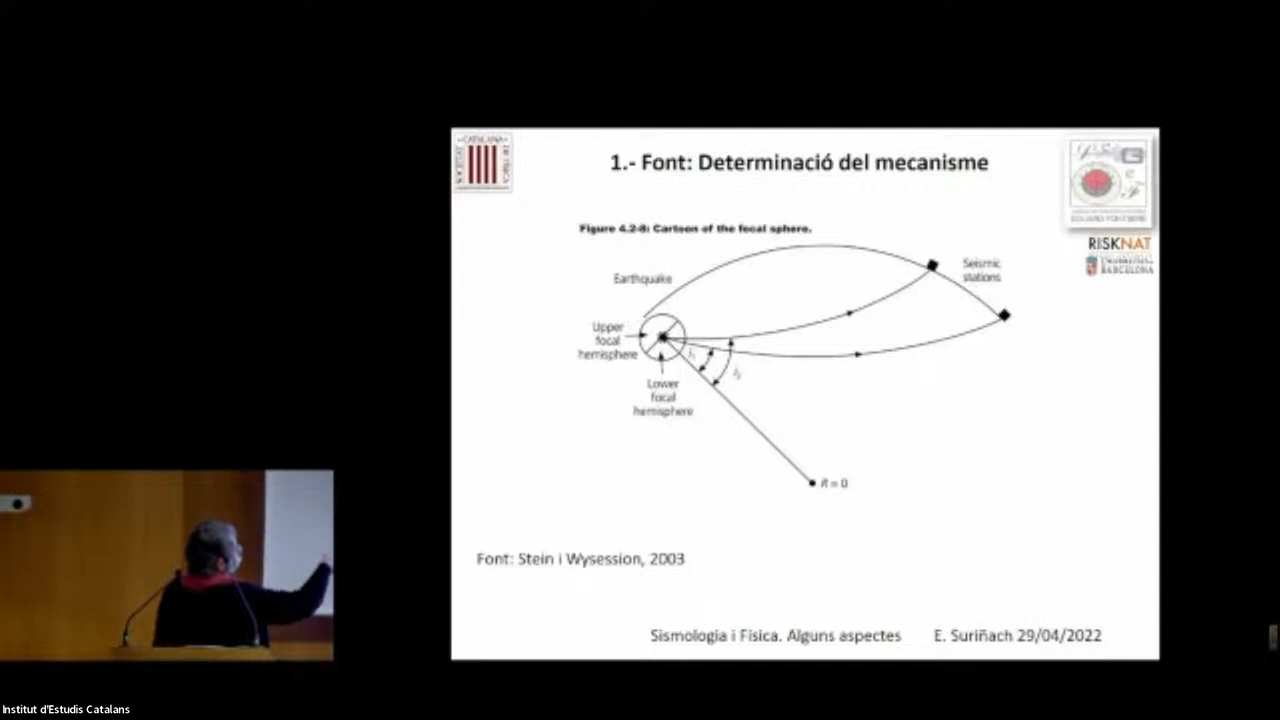 1.- Font: Determinació del mecanisme
Figure 4.2-8: Cartoon of the focal sphere.
Earthquake
Seismic
stations
Upper
focal
hemisphere
Lower
focal
hemisphere
i₁
i₂
R = 0
RISKNAT
UNIVERSITAT DE
BARCELONA
Font: Stein i Wysession, 2003
Sismologia i Física. Alguns aspectes
E. Suriñach 29/04/2022
Institut d'Estudis Catalans